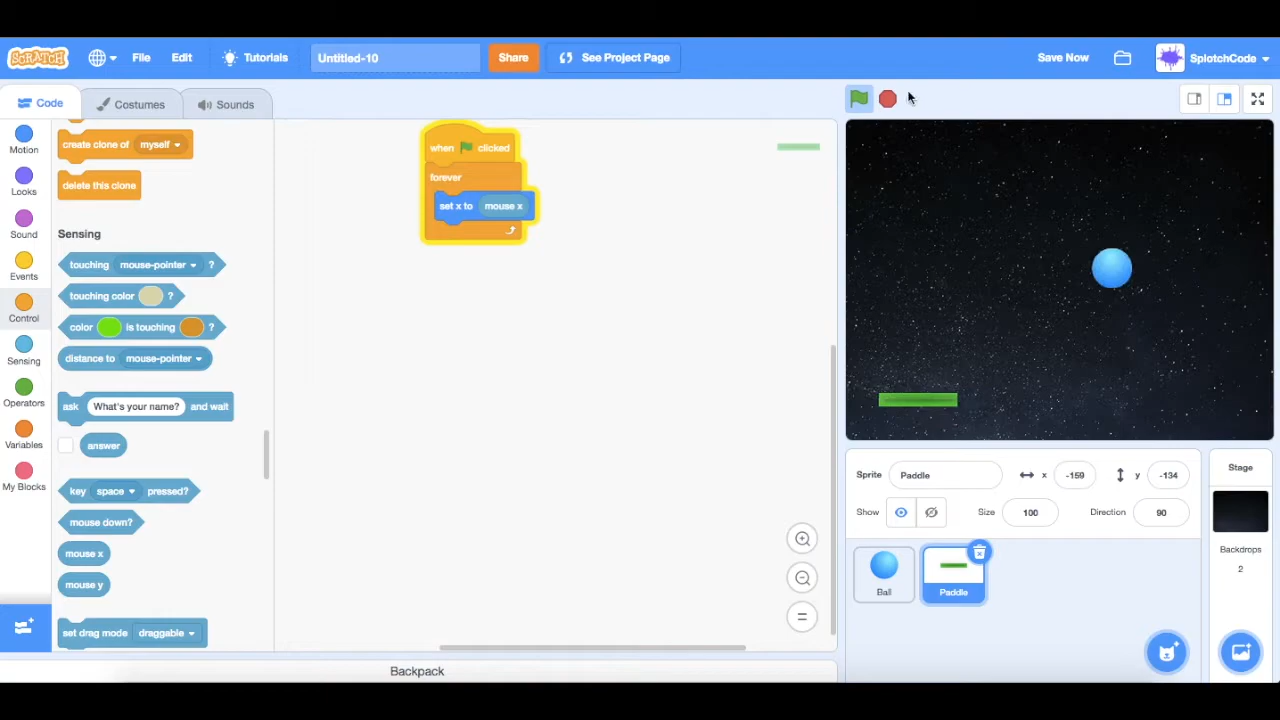 SCRATCH File Edit Tutorials Untitled-10 Share See Project Page Save Now SplotchCode
Code Costumes Sounds
Motion
Looks
Sound
Events
Control
Sensing
Operators
Variables
My Blocks
create clone of myself
delete this clone
Sensing
touching mouse-pointer ?
touching color ?
color is touching ?
distance to mouse-pointer
ask What's your name? and wait
answer
key space pressed?
mouse down?
mouse x
mouse y
set drag mode draggable
when clicked
forever
set x to mouse x
Backpack
Sprite Paddle x -159 y -134
Show Size 100 Direction 90
Ball
Paddle
Stage
Backdrops
2